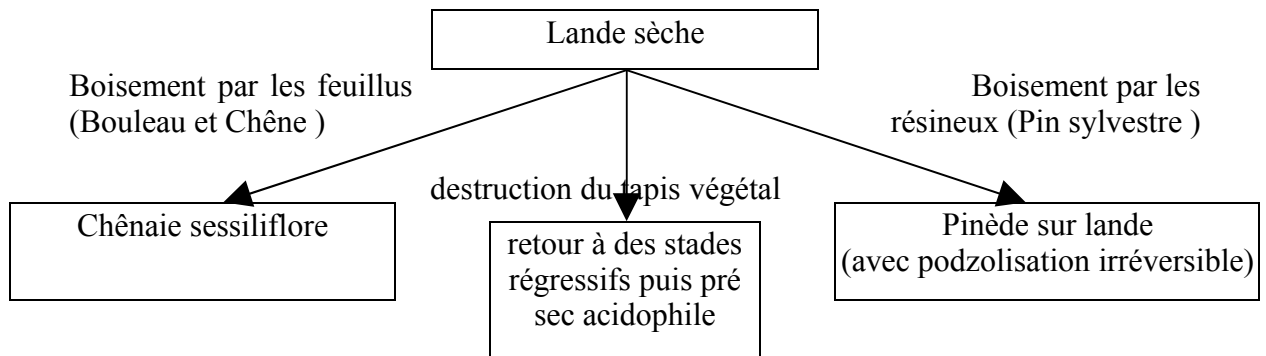 Lande sèche
Boisement par les feuillus
(Bouleau et Chêne )
Boisement par les
résineux (Pin sylvestre )
destruction du tapis végétal
Chênaie sessiliflore
retour à des stades
régressifs puis pré
sec acidophile
Pinède sur lande
(avec podzolisation irréversible)